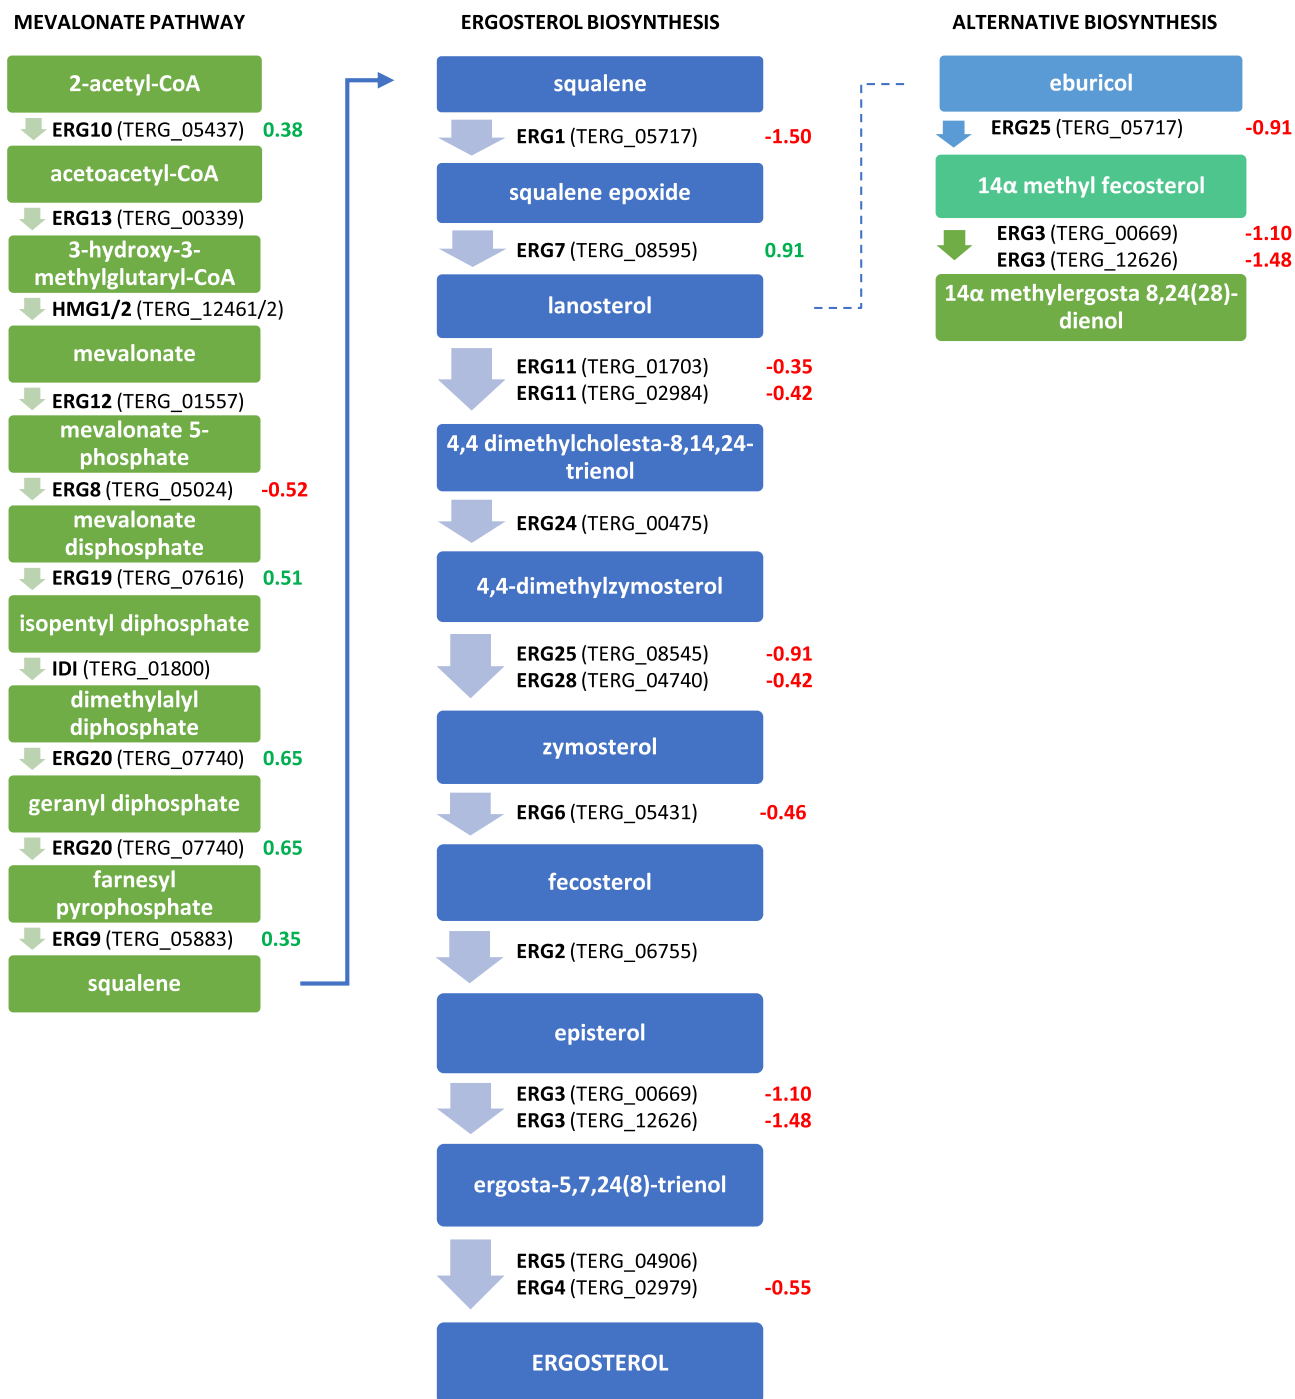 MEVALONATE PATHWAY
2-acetyl-CoA
ERG10 (TERG_05437) 0.38
acetoacetyl-CoA
ERG13 (TERG_00339)
3-hydroxy-3-
methylglutaryl-CoA
HMG1/2 (TERG_12461/2)
mevalonate
ERG12 (TERG_01557)
mevalonate 5-
phosphate
ERG8 (TERG_05024) -0.52
mevalonate
disphosphate
ERG19 (TERG_07616) 0.51
isopentyl diphosphate
IDI (TERG_01800)
dimethylalyl
diphosphate
ERG20 (TERG_07740) 0.65
geranyl diphosphate
ERG20 (TERG_07740) 0.65
farnesyl
pyrophosphate
ERG9 (TERG_05883) 0.35
squalene
ERGOSTEROL BIOSYNTHESIS
squalene
ERG1 (TERG_05717) -1.50
squalene epoxide
ERG7 (TERG_08595) 0.91
lanosterol
ERG11 (TERG_01703) -0.35
ERG11 (TERG_02984) -0.42
4,4 dimethylcholesta-8,14,24-
trienol
ERG24 (TERG_00475)
4,4-dimethylzymosterol
ERG25 (TERG_08545) -0.91
ERG28 (TERG_04740) -0.42
zymosterol
ERG6 (TERG_05431) -0.46
fecosterol
ERG2 (TERG_06755)
episterol
ERG3 (TERG_00669) -1.10
ERG3 (TERG_12626) -1.48
ergosta-5,7,24(8)-trienol
ERG5 (TERG_04906)
ERG4 (TERG_02979) -0.55
ERGOSTEROL
ALTERNATIVE BIOSYNTHESIS
eburicol
ERG25 (TERG_05717) -0.91
14α methyl fecosterol
ERG3 (TERG_00669) -1.10
ERG3 (TERG_12626) -1.48
14α methylergosta 8,24(28)-
dienol